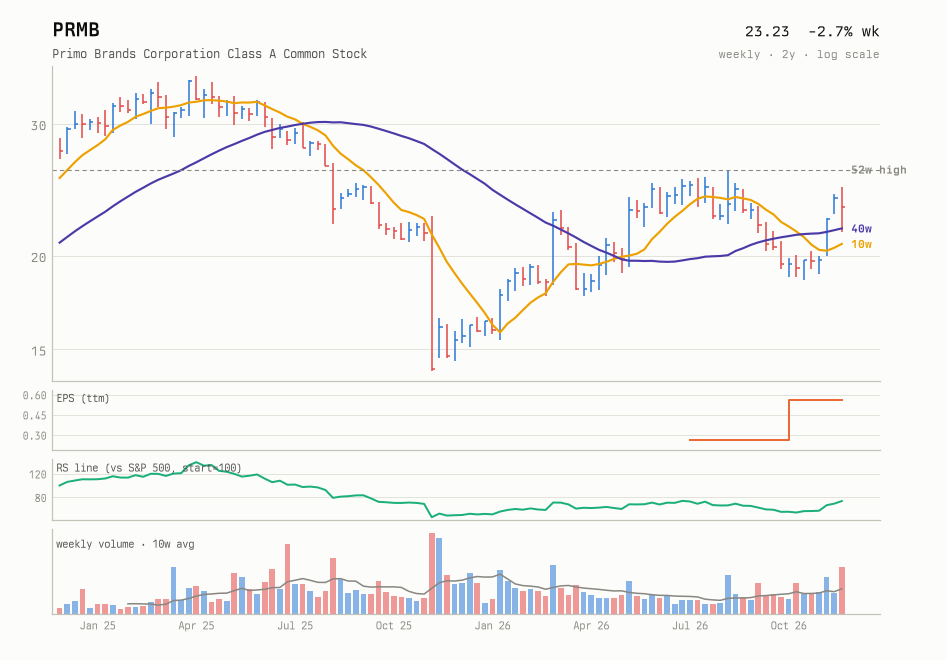 PRMB
23.23 -2.7% wk
Primo Brands Corporation Class A Common Stock
weekly · 2y · log scale
30
52w high
40w
10w
20
15
0.60
EPS (ttm)
0.45
0.30
RS line (vs S&P 500, start=100)
120
80
weekly volume · 10w avg
Jan 25 Apr 25 Jul 25 Oct 25 Jan 26 Apr 26 Jul 26 Oct 26